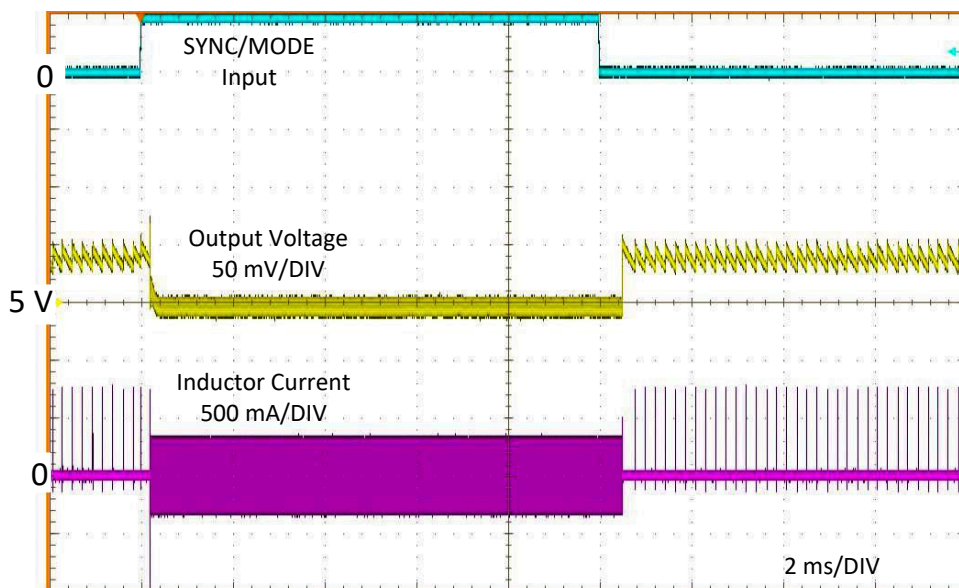 SYNC/MODE
Input
0
Output Voltage
50 mV/DIV
5 V
Inductor Current
500 mA/DIV
0
2 ms/DIV